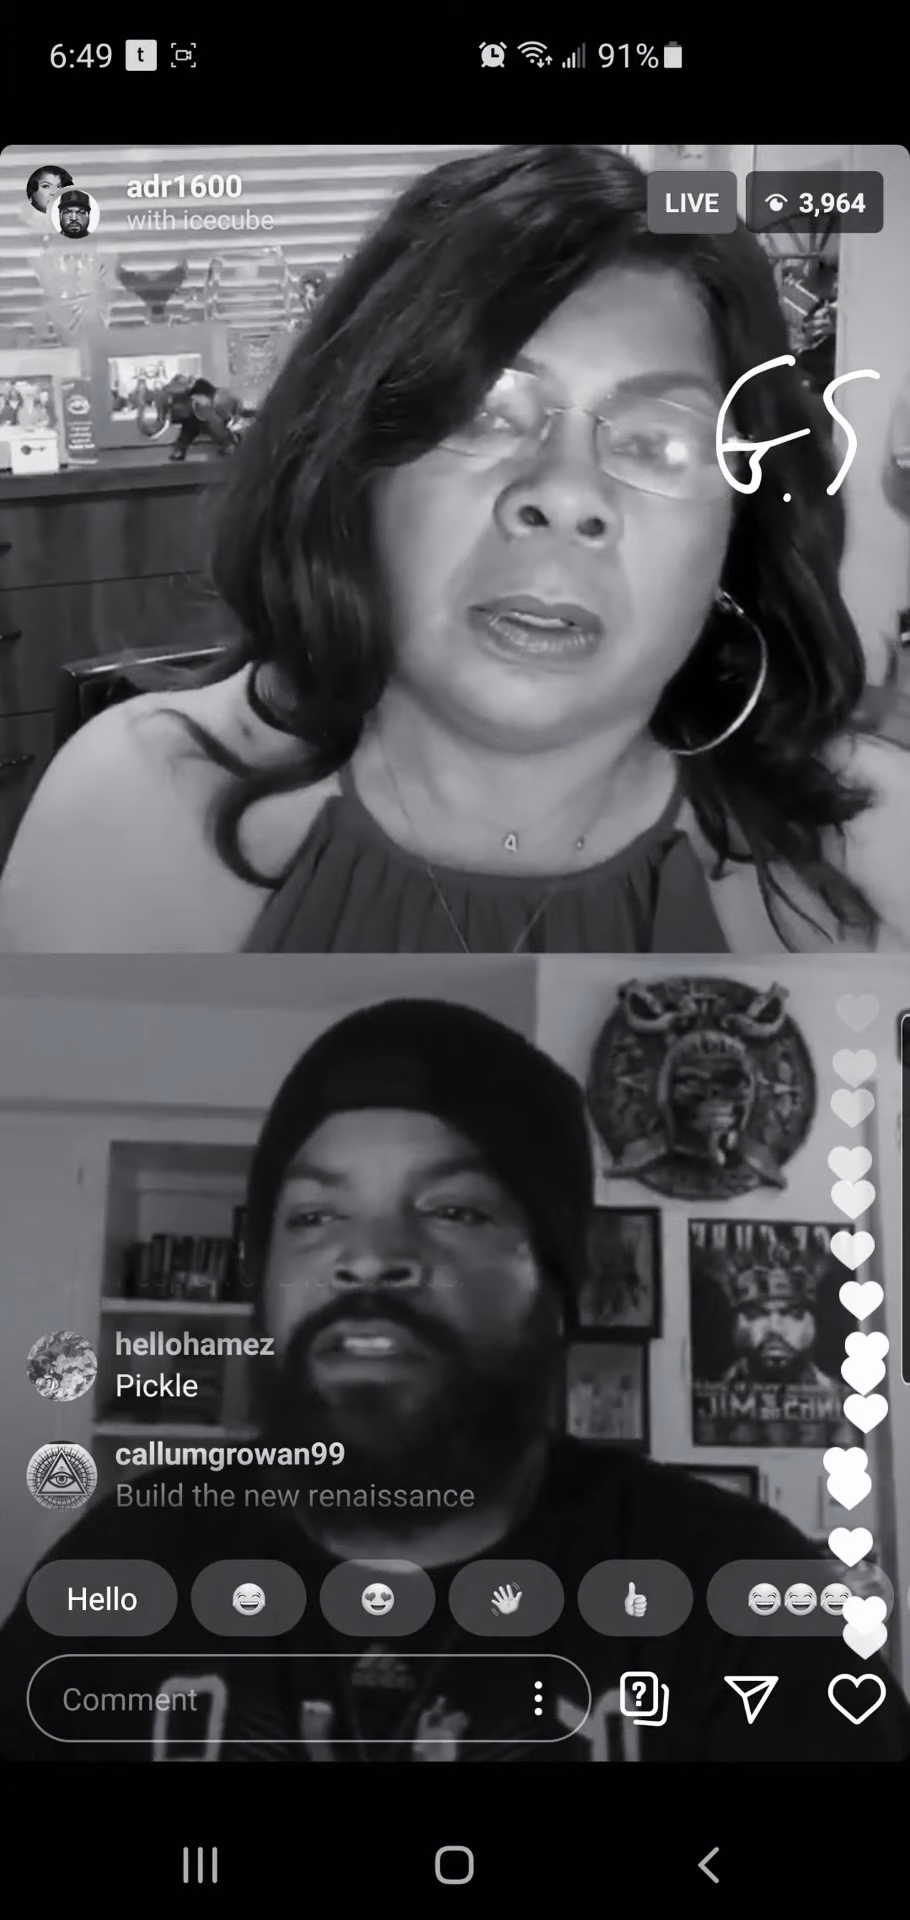 6:49 t 91%
adr1600
with icecube
LIVE 3,964
G.S
hellohamez
Pickle
callumgrowan99
Build the new renaissance
Hello
Comment